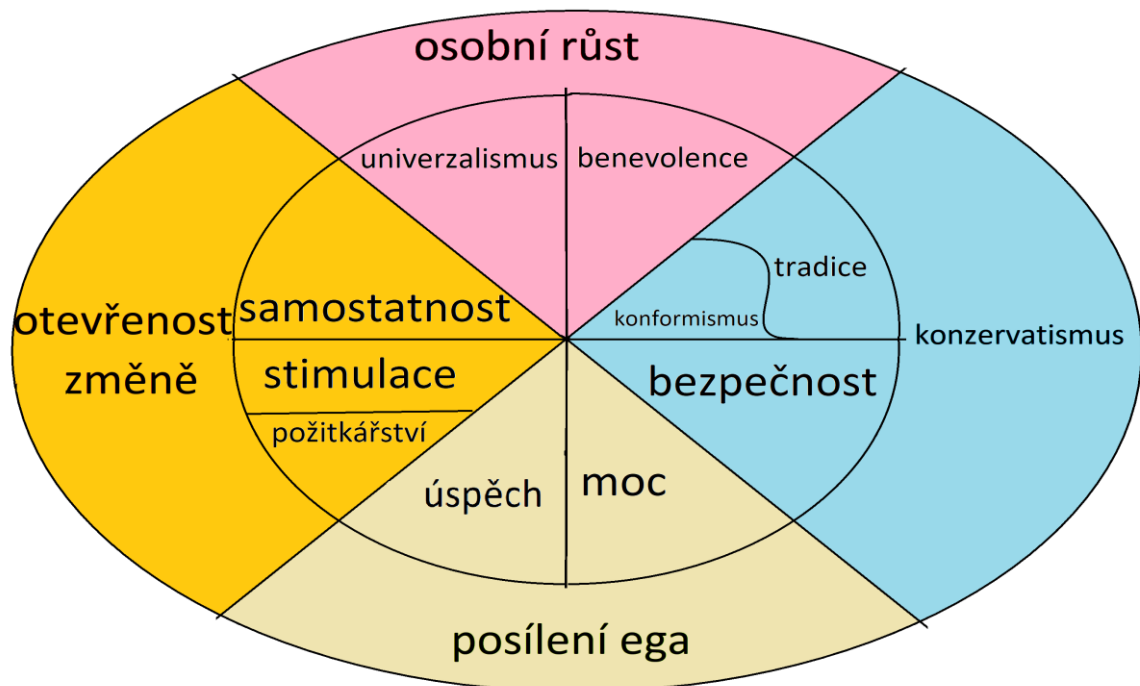 osobní růst
univerzalismus
benevolence
tradice
samostatnost
konformismus
otevřenost
změně
konzervatismus
stimulace
bezpečnost
požitkářství
úspěch
moc
posílení ega